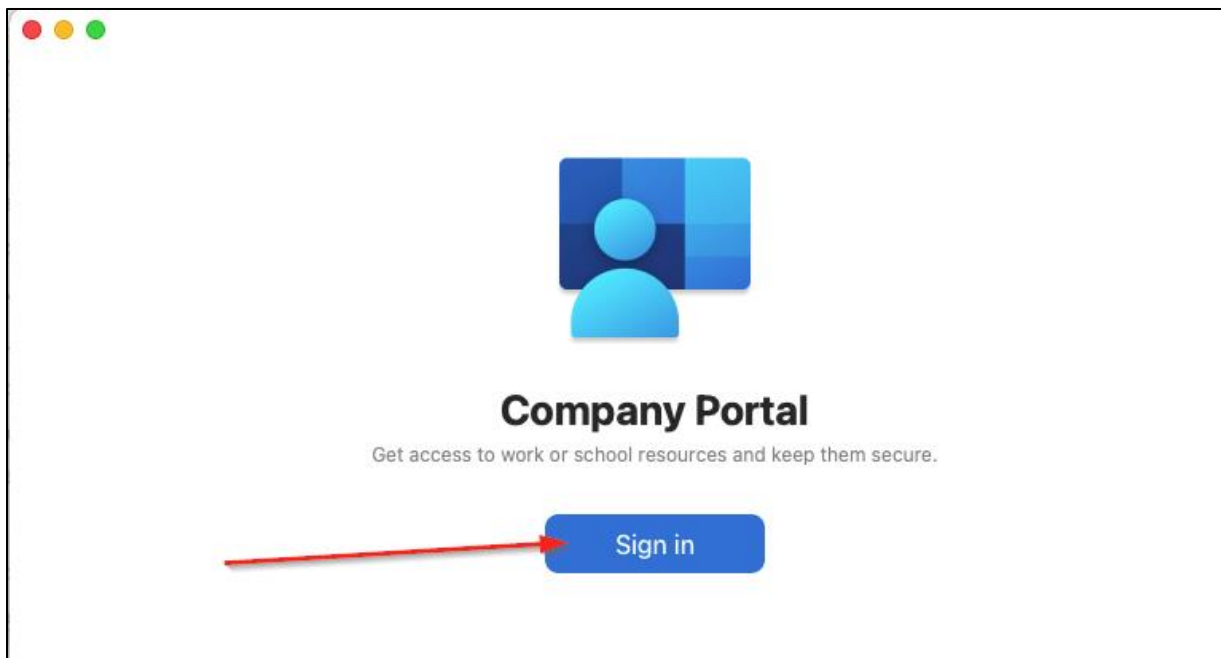 Company Portal
Get access to work or school resources and keep them secure.
Sign in